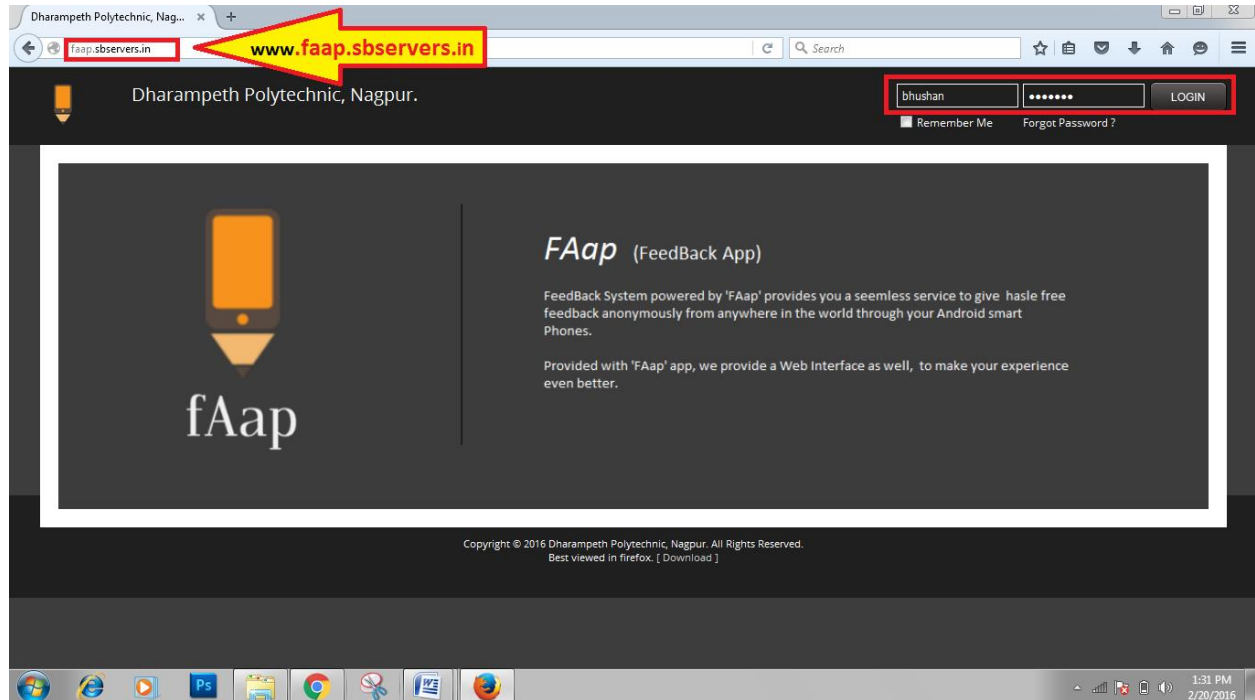 Dharampeth Polytechnic, Nag...
faap.sbservers.in
www.faap.sbservers.in
Search
Dharampeth Polytechnic, Nagpur.
bhushan
•••••••
LOGIN
Remember Me
Forgot Password ?
FAap (FeedBack App)
FeedBack System powered by 'FAap' provides you a seemless service to give hasle free
feedback anonymously from anywhere in the world through your Android smart
Phones.
Provided with 'FAap' app, we provide a Web Interface as well, to make your experience
even better.
fAap
Copyright © 2016 Dharampeth Polytechnic, Nagpur. All Rights Reserved.
Best viewed in firefox. [ Download ]
Ps
1:31 PM
2/20/2016